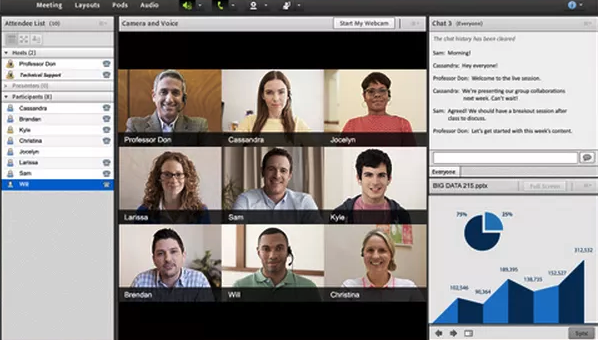 Meeting Layouts Pods Audio
Attendee List (10)
Hosts (2)
Professor Don
Technical Support
Presenters (0)
Participants (8)
Cassandra
Brendan
Kyle
Christina
Jocelyn
Larissa
Sam
Will
Camera and Voice
Start My Webcam
Professor Don
Cassandra
Jocelyn
Larissa
Sam
Kyle
Brendan
Will
Christina
Chat 3 (Everyone)
The chat history has been cleared
Sam: Morning!
Cassandra: Hey everyone!
Professor Don: Welcome to the live session.
Cassandra: We're presenting our group collaborations
next week. Can't wait!
Sam: Agreed! We should have a breakout session after
class to discuss.
Professor Don: Let's get started with this week's content.
Everyone
BIG DATA 215.pptx
Full Screen
75%
25%
102,546
90,364
189,395
138,735
152,527
312,532
Sync